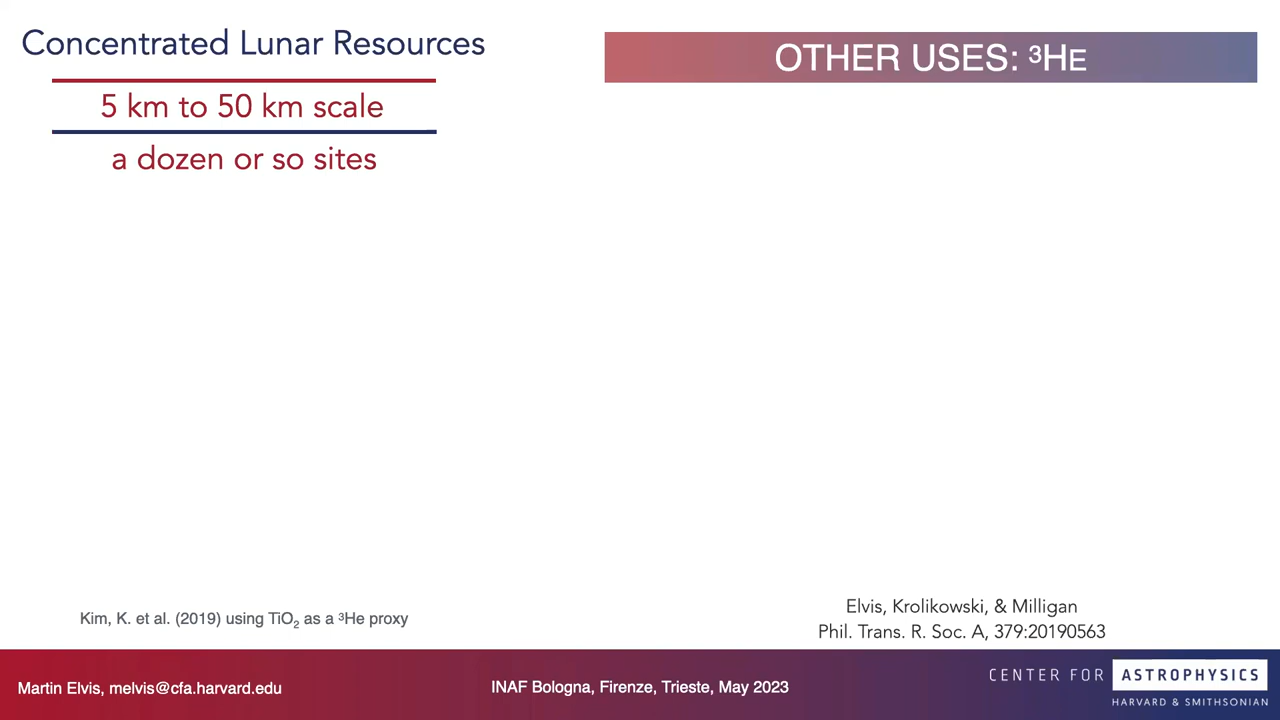 Concentrated Lunar Resources
5 km to 50 km scale
a dozen or so sites
OTHER USES: ³HE
Kim, K. et al. (2019) using TiO₂ as a ³He proxy
Elvis, Krolikowski, & Milligan
Phil. Trans. R. Soc. A, 379:20190563
Martin Elvis, melvis@cfa.harvard.edu
INAF Bologna, Firenze, Trieste, May 2023
CENTER FOR ASTROPHYSICS
HARVARD & SMITHSONIAN